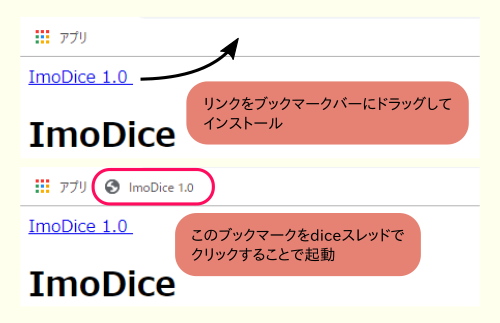 アプリ
ImoDice 1.0
リンクをブックマークバーにドラッグして
インストール
ImoDice
アプリ ImoDice 1.0
ImoDice 1.0
このブックマークをdiceスレッドで
クリックすることで起動
ImoDice